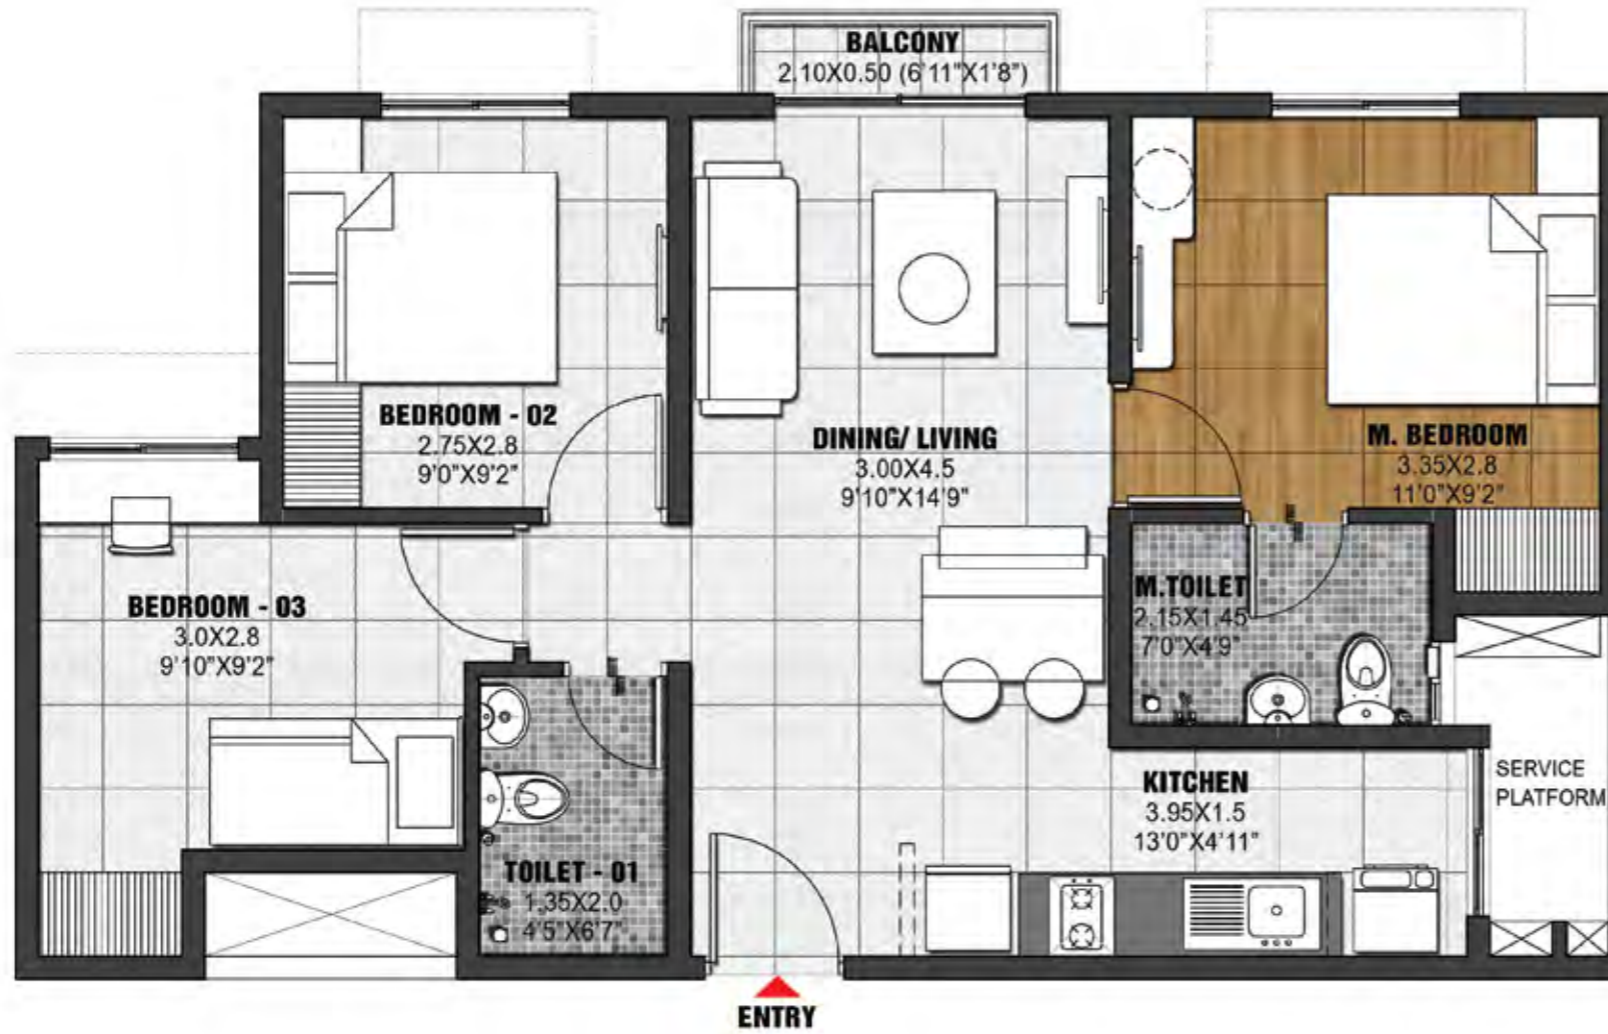 BALCONY
2.10X0.50 (6'11"X1'8")
BEDROOM - 02
2.75X2.8
9'0"X9'2"
DINING/ LIVING
3.00X4.5
9'10"X14'9"
M. BEDROOM
3.35X2.8
11'0"X9'2"
BEDROOM - 03
3.0X2.8
9'10"X9'2"
M.TOILET
2.15X1.45
7'0"X4'9"
KITCHEN
3.95X1.5
13'0"X4'11"
SERVICE
PLATFORM
TOILET - 01
1.35X2.0
4'5"X6'7"
ENTRY